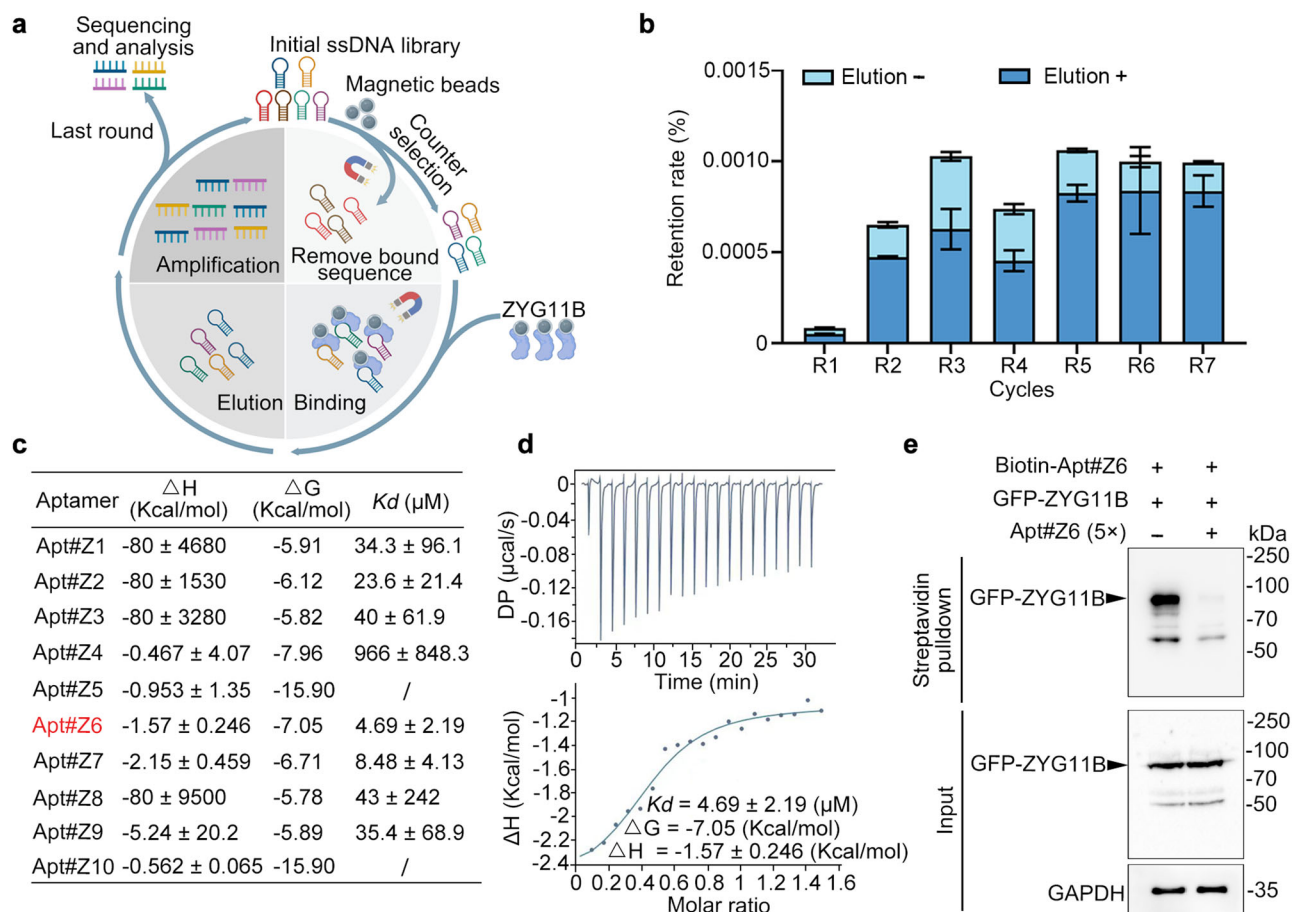 a
Sequencing
and analysis
Initial ssDNA library
Magnetic beads
Last round
Counter
selection
Amplification
Remove bound
sequence
ZYG11B
Elution
Binding
b
0.0015
0.0010
0.0005
0
Retention rate (%)
Elution –
Elution +
R1 R2 R3 R4 R5 R6 R7
Cycles
c
Aptamer △H (Kcal/mol) △G (Kcal/mol) Kd (µM)
Apt#Z1 -80 ± 4680 -5.91 34.3 ± 96.1
Apt#Z2 -80 ± 1530 -6.12 23.6 ± 21.4
Apt#Z3 -80 ± 3280 -5.82 40 ± 61.9
Apt#Z4 -0.467 ± 4.07 -7.96 966 ± 848.3
Apt#Z5 -0.953 ± 1.35 -15.90 /
Apt#Z6 -1.57 ± 0.246 -7.05 4.69 ± 2.19
Apt#Z7 -2.15 ± 0.459 -6.71 8.48 ± 4.13
Apt#Z8 -80 ± 9500 -5.78 43 ± 242
Apt#Z9 -5.24 ± 20.2 -5.89 35.4 ± 68.9
Apt#Z10 -0.562 ± 0.065 -15.90 /
d
0
-0.04
-0.08
-0.12
-0.16
DP (µcal/s)
0 5 10 15 20 25 30
Time (min)
-1
-1.2
-1.4
-1.6
-1.8
-2
-2.2
-2.4
ΔH (Kcal/mol)
Kd = 4.69 ± 2.19 (µM)
△G = -7.05 (Kcal/mol)
△H = -1.57 ± 0.246 (Kcal/mol)
0 0.2 0.4 0.6 0.8 1 1.2 1.4 1.6
Molar ratio
e
Biotin-Apt#Z6 + +
GFP-ZYG11B + +
Apt#Z6 (5×) – +
kDa
Streptavidin
pulldown
GFP-ZYG11B
-250
-100
-70
-50
Input
GFP-ZYG11B
-250
-100
-70
-50
GAPDH
-35